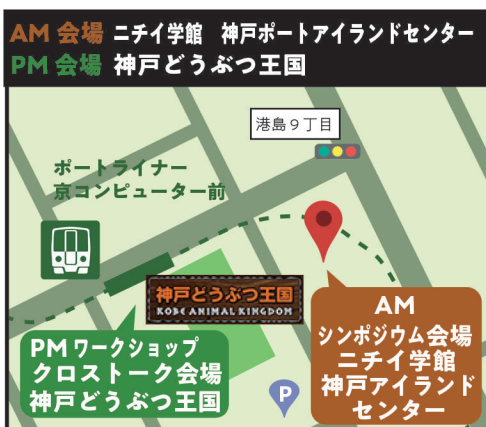 AM 会場 ニチイ学館 神戸ポートアイランドセンター
PM 会場 神戸どうぶつ王国
港島9丁目
ポートライナー
京コンピューター前
神戸どうぶつ王国
KOBE ANIMAL KINGDOM
AM
シンポジウム会場
ニチイ学館
神戸アイランド
センター
PM ワークショップ
クロストーク会場
神戸どうぶつ王国
P